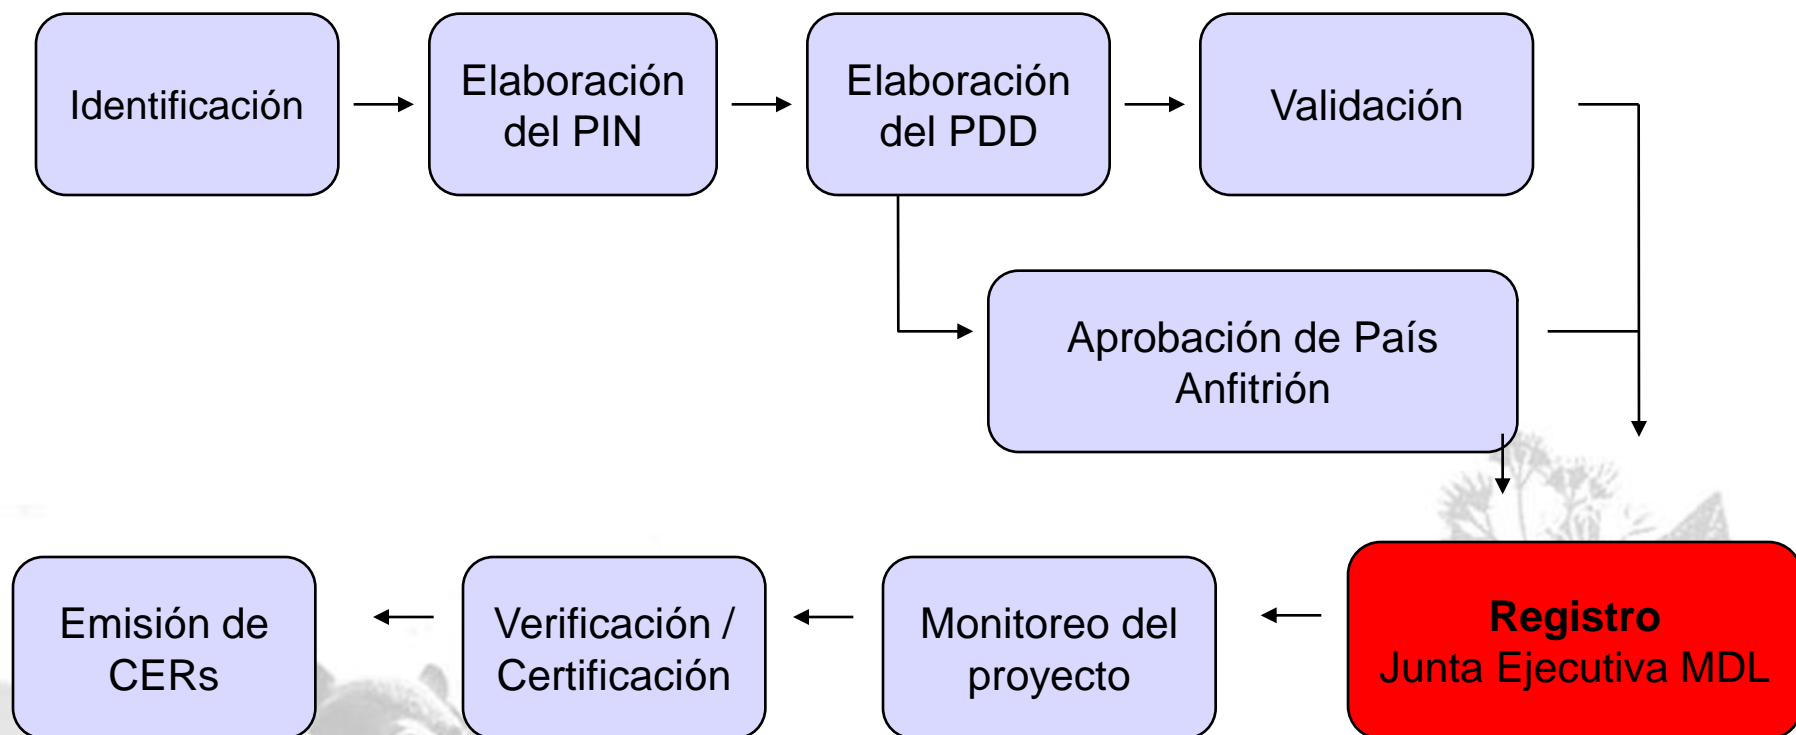 Identificación
Elaboración
del PIN
Elaboración
del PDD
Validación
Aprobación de País
Anfitrión
Registro
Junta Ejecutiva MDL
Monitoreo del
proyecto
Verificación /
Certificación
Emisión de
CERs